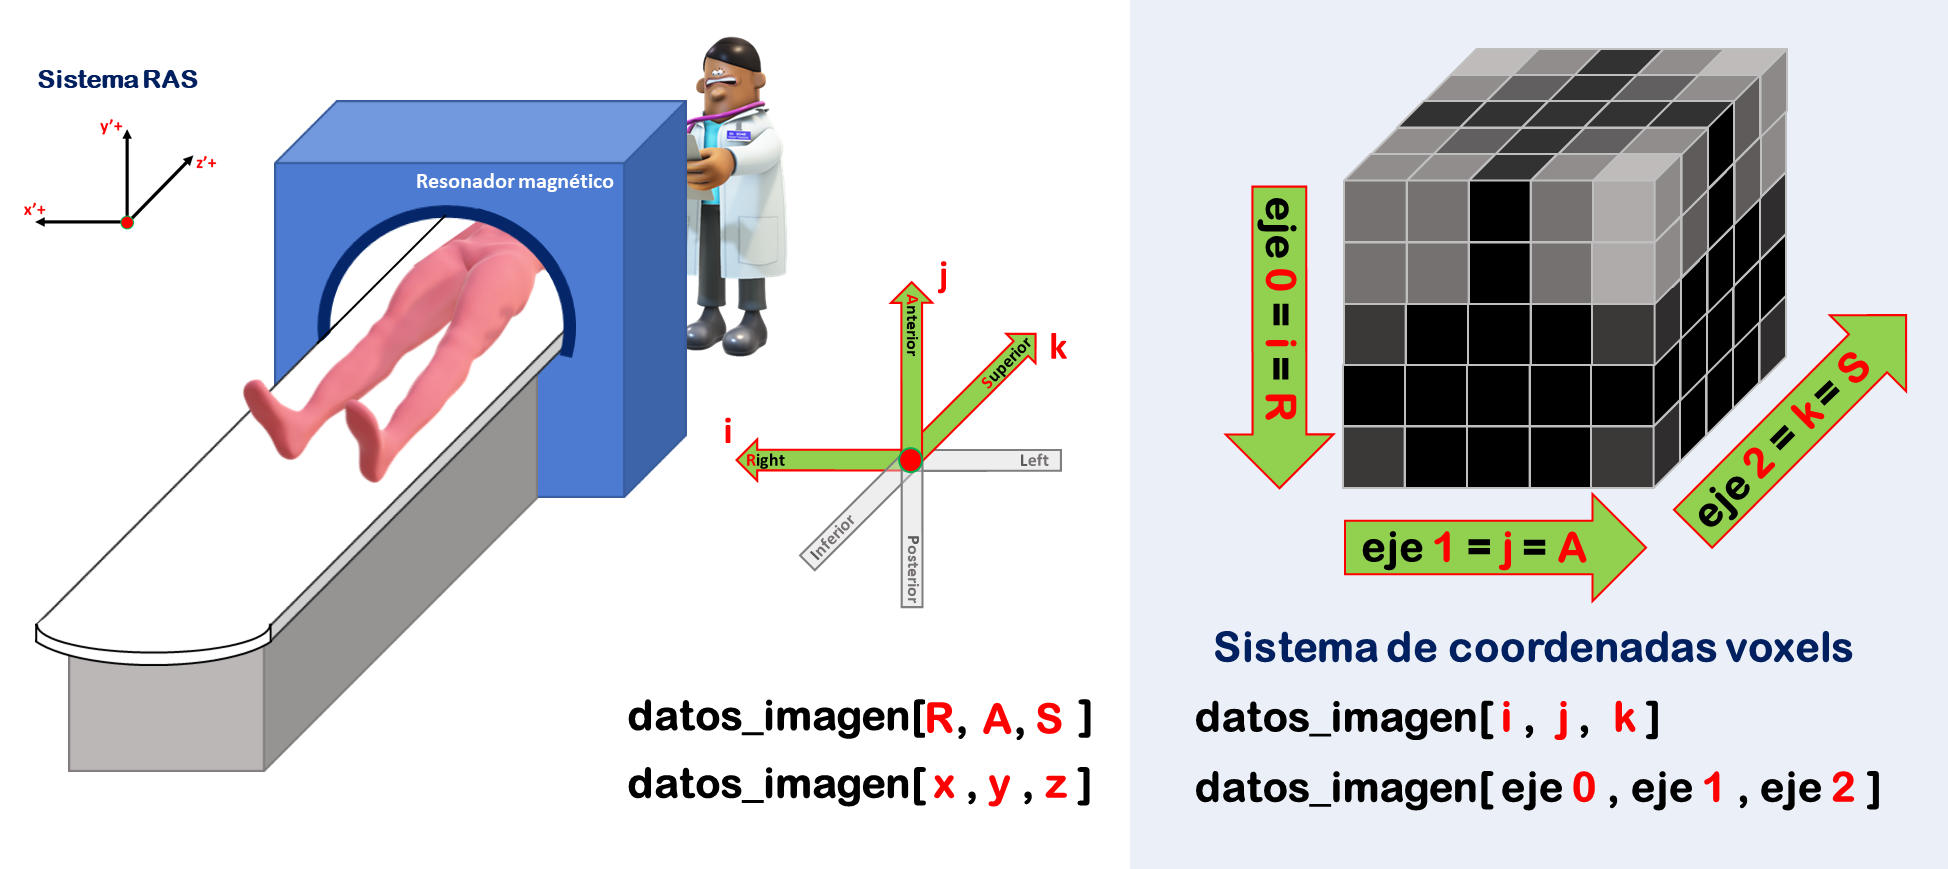 Sistema RAS
y'+
z'+
x'+
Resonador magnético
j
Anterior
k
Superior
i
Right
Left
Inferior
Posterior
datos_imagen[R, A, S ]
datos_imagen[ x , y , z ]
eje 0 = i = R
eje 1 = j = A
eje 2 = k = S
Sistema de coordenadas voxels
datos_imagen[ i , j , k ]
datos_imagen[ eje 0 , eje 1 , eje 2 ]